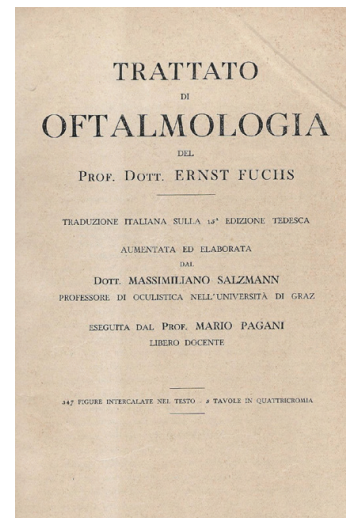 TRATTATO
DI
OFTALMOLOGIA
DEL
PROF. DOTT. ERNST FUCHS
TRADUZIONE ITALIANA SULLA EDIZIONE TEDESCA
AUMENTATA ED ELABORATA
DAL
DOTT. MASSIMILIANO SALZMANN
PROFESSORE DI OCULISTICA NELL'UNIVERSITÀ DI GRAZ
ESEGUITA DAL PROF. MARIO PAGANI
LIBERO DOCENTE
FIGURE INTERCALATE NEL TESTO - 2 TAVOLE IN QUATTRICROMIA